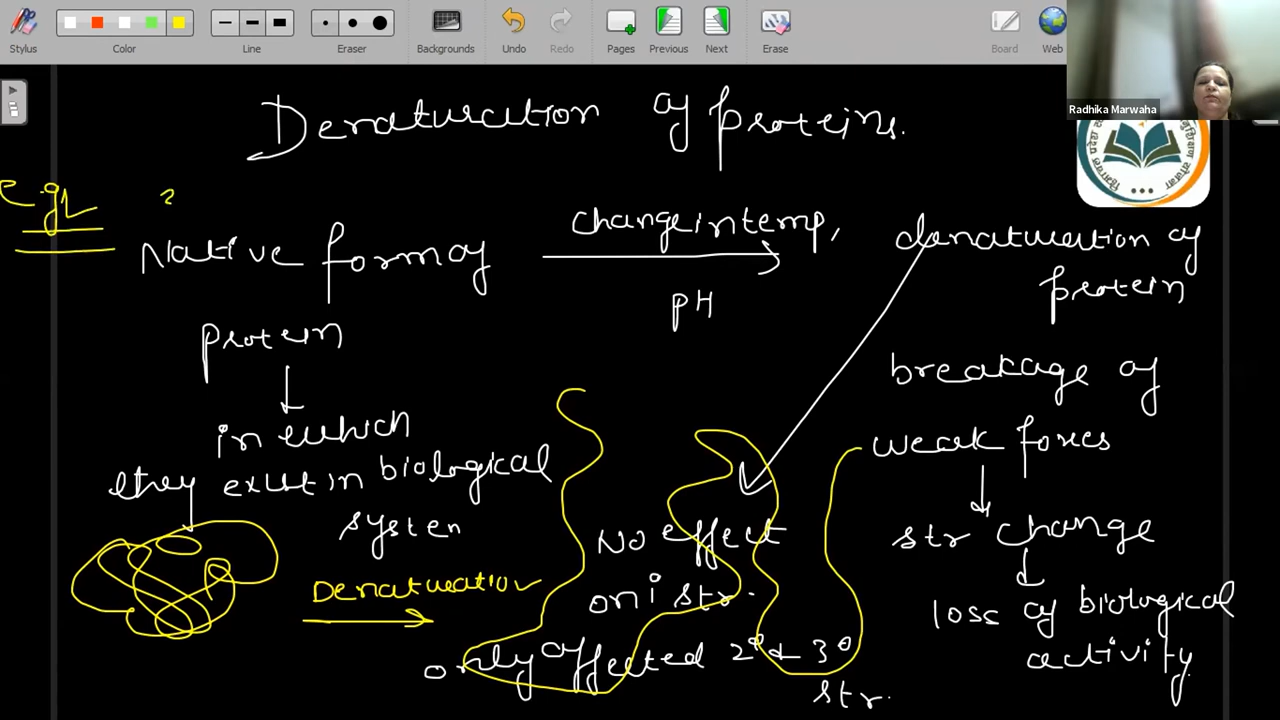 Stylus
Color
Line
Eraser
Backgrounds
Undo
Redo
Pages
Previous
Next
Erase
Board
Web
Radhika Marwaha
Denaturation of proteins.
e.g.
Native form of
protein
in which
they exist in biological
system
change in temp,
pH
denaturation of
protein
breakage of
weak forces
str change
loss of biological
activity
Denaturation
No effect
on 1 str.
only affected 2° & 3°
str.